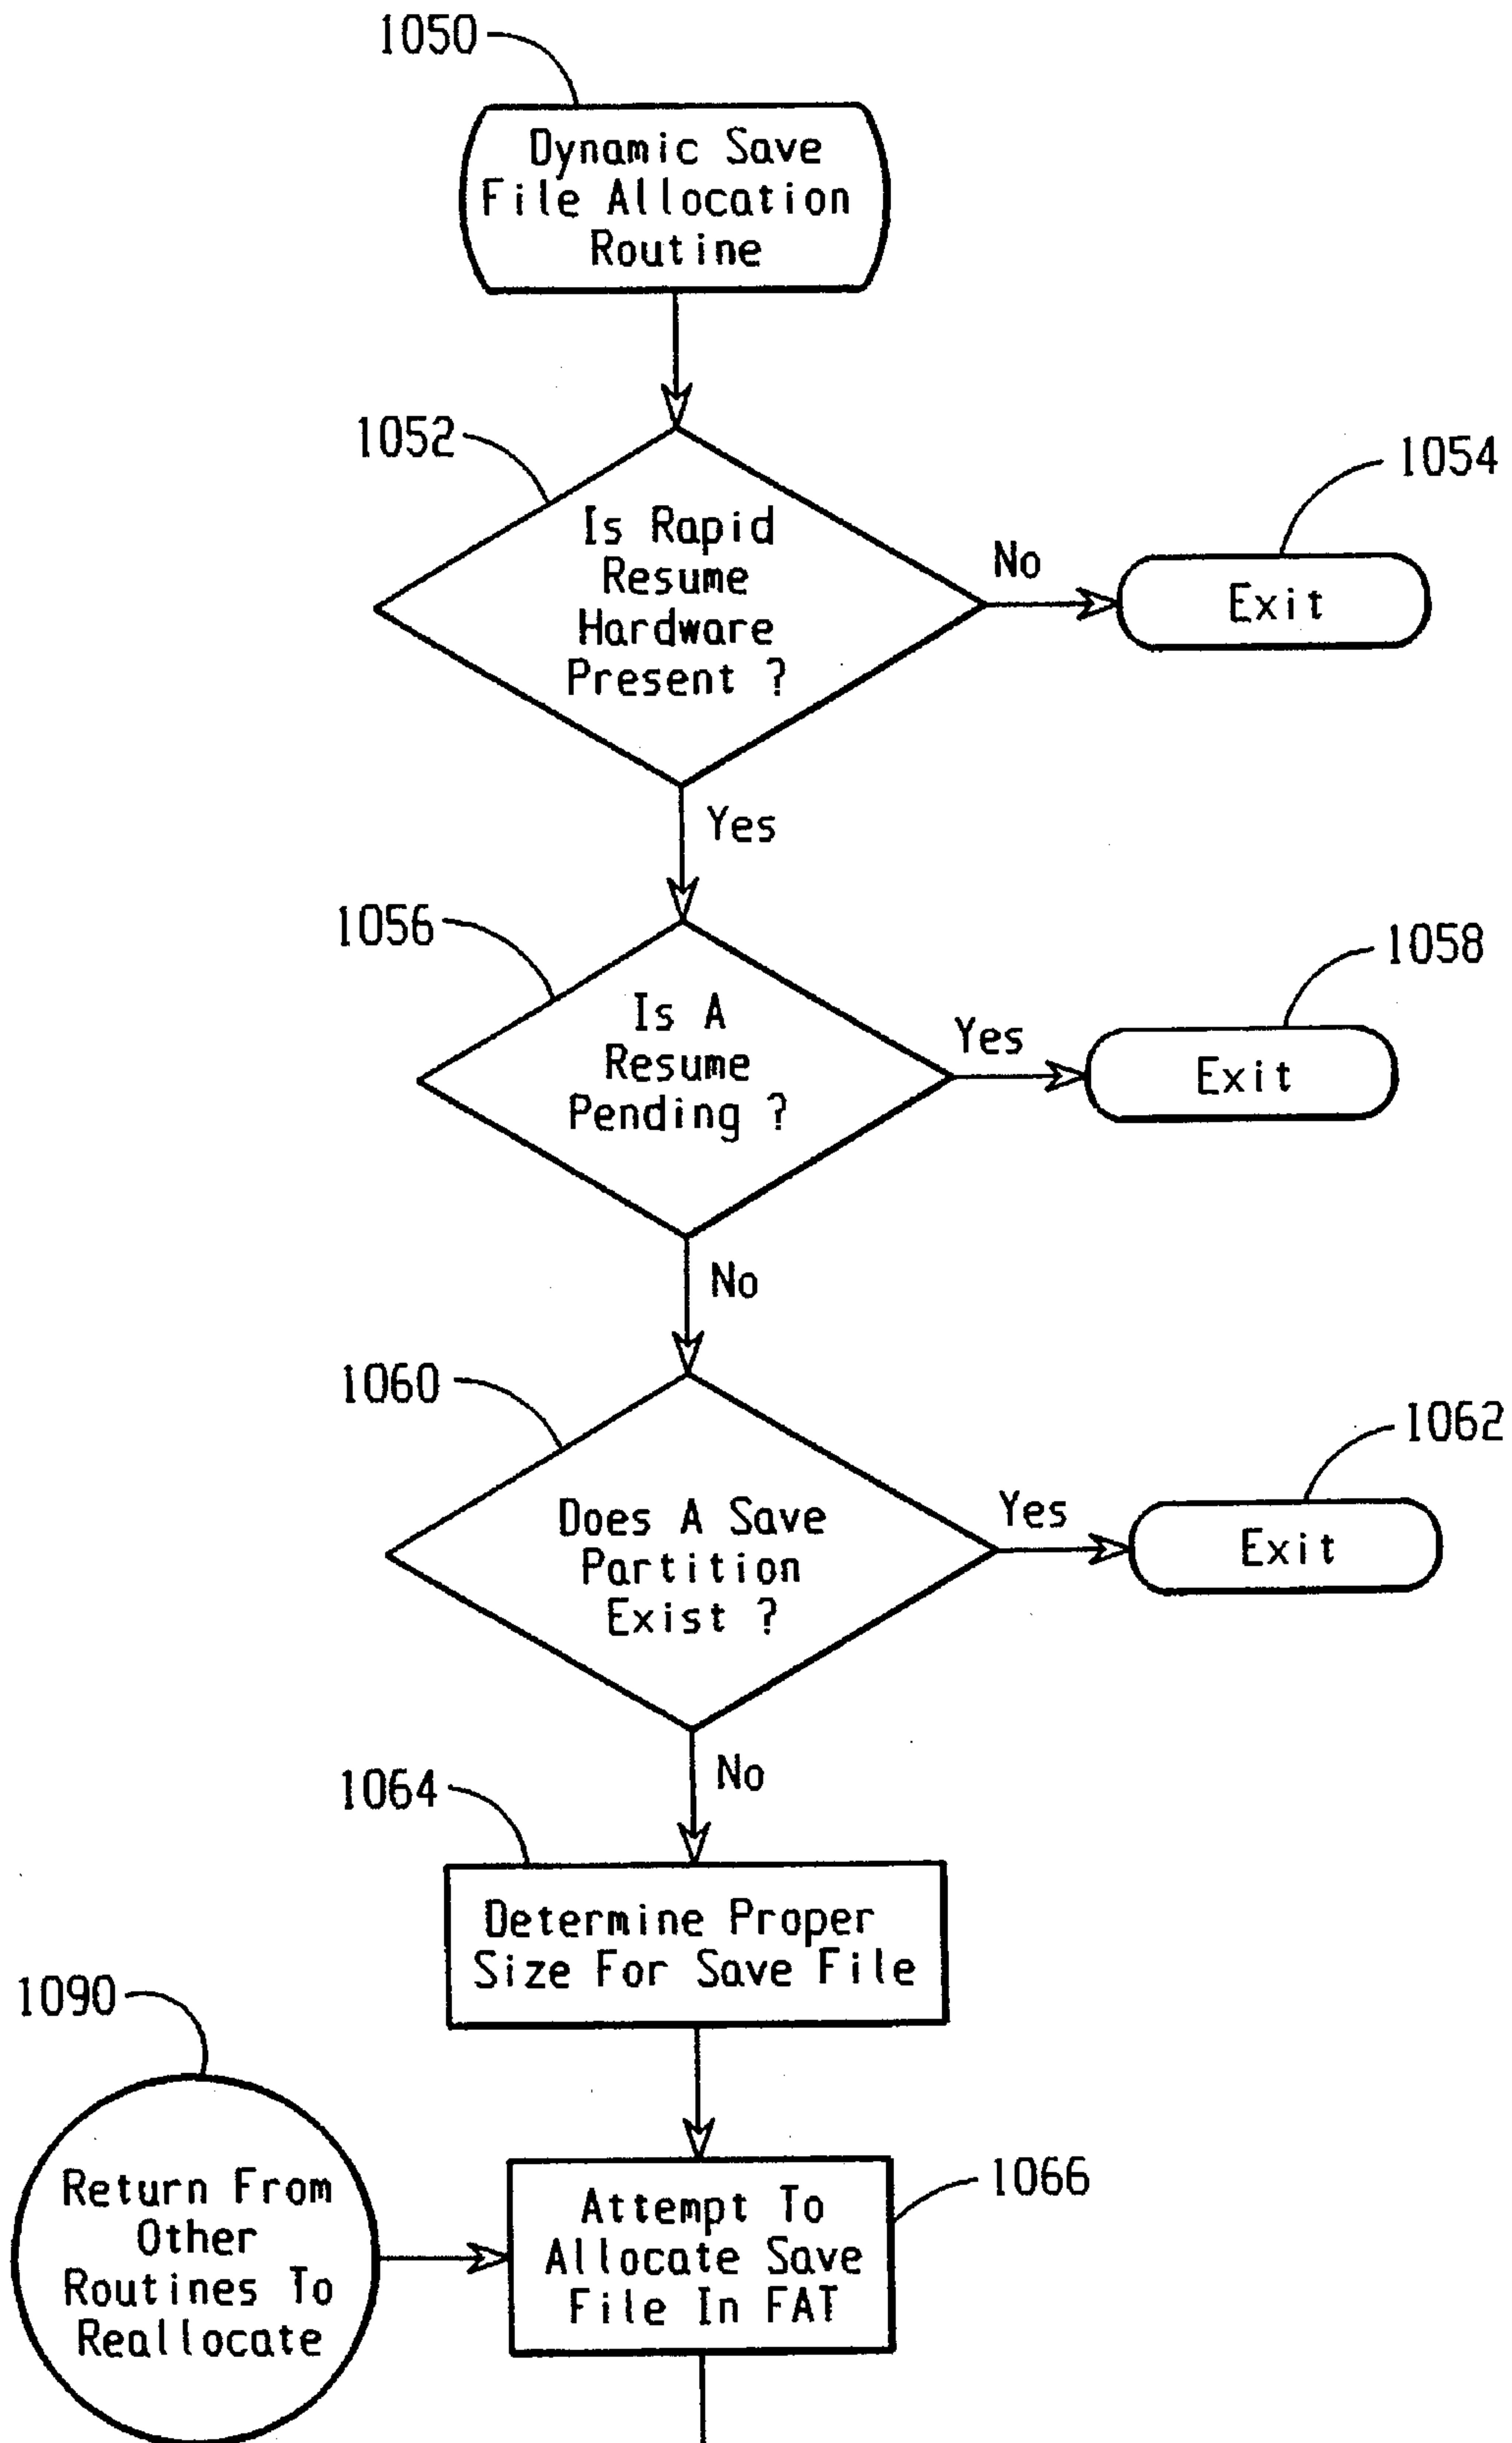 1050
Dynamic Save
File Allocation
Routine
1052
Is Rapid
Resume
Hardware
Present ?
No
1054
Exit
Yes
1056
Is A
Resume
Pending ?
Yes
1058
Exit
No
1060
Does A Save
Partition
Exist ?
Yes
1062
Exit
No
1064
Determine Proper
Size For Save File
1090
Return From
Other
Routines To
Reallocate
1066
Attempt To
Allocate Save
File In FAT